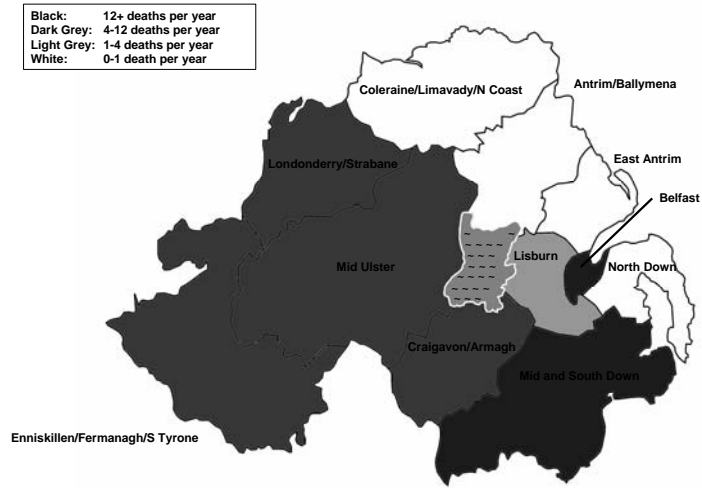 Black: 12+ deaths per year
Dark Grey: 4-12 deaths per year
Light Grey: 1-4 deaths per year
White: 0-1 death per year
Coleraine/Limavady/N Coast
Antrim/Ballymena
Londonderry/Strabane
East Antrim
Belfast
Mid Ulster
Lisburn
North Down
Craigavon/Armagh
Mid and South Down
Enniskillen/Fermanagh/S Tyrone